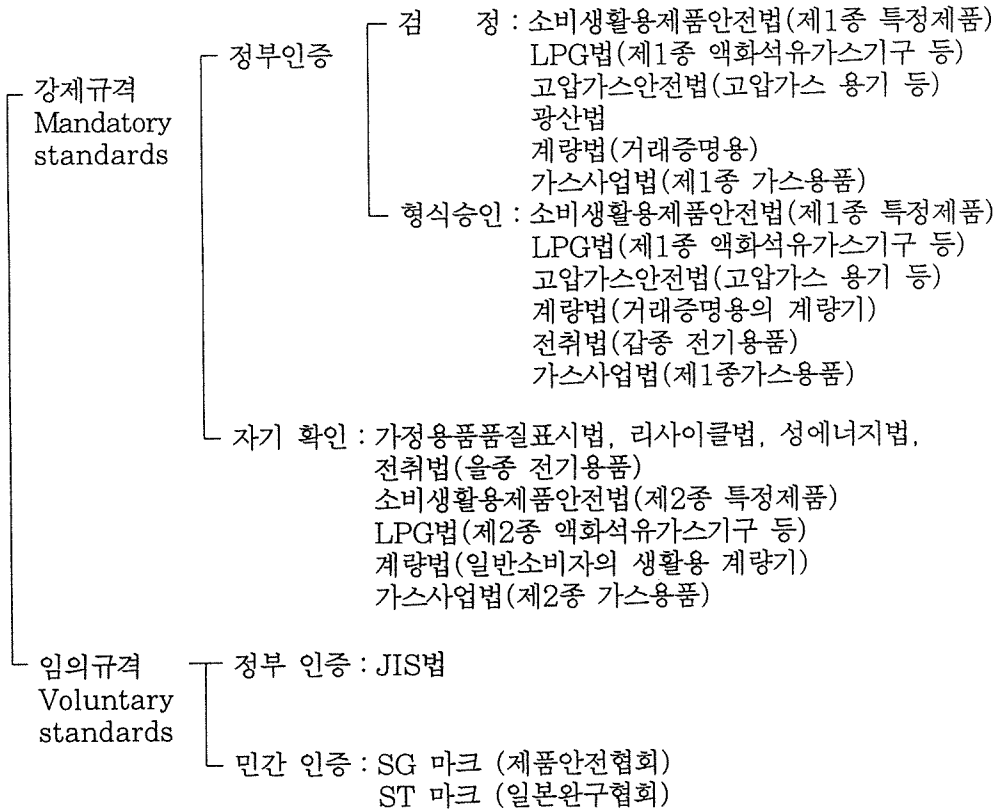 검 정 : 소비생활용제품안전법(제1종 특정제품)
정부인증
LPG법(제1종 액화석유가스기구 등)
강제규격
고압가스안전법(고압가스 용기 등)
Mandatory
광산법
standards
계량법(거래증명용)
가스사업법(제1종 가스용품)
형식승인 : 소비생활용제품안전법(제1종 특정제품)
LPG법(제1종 액화석유가스기구 등)
고압가스안전법(고압가스 용기 등)
계량법(거래증명용의 계량기)
전취법(갑종 전기용품)
가스사업법(제1종가스용품)
자기 확인 : 가정용품품질표시법, 리사이클법, 성에너지법,
전취법(을종 전기용품)
소비생활용제품안전법(제2종 특정제품)
LPG법(제2종 액화석유가스기구 등)
계량법(일반소비자의 생활용 계량기)
가스사업법(제2종 가스용품)
임의규격
Voluntary
standards
정부 인증 : JIS법
민간 인증 : SG 마크 (제품안전협회)
ST 마크 (일본완구협회)